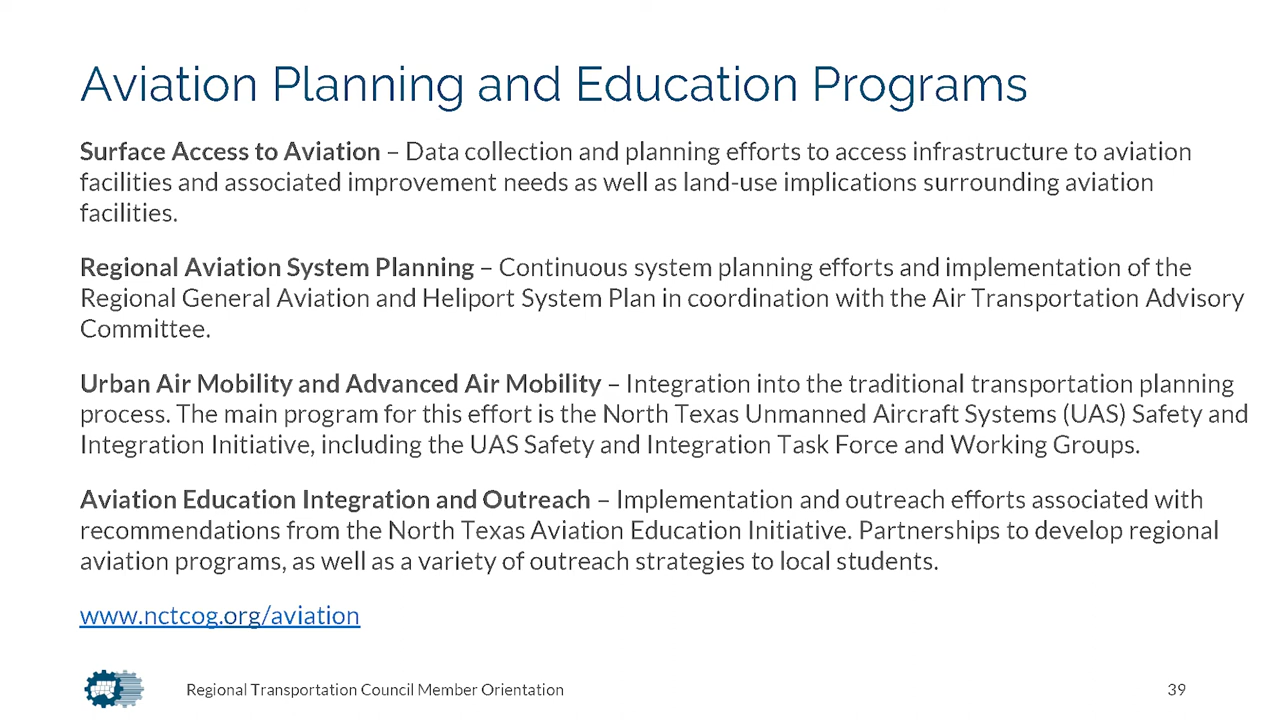 Aviation Planning and Education Programs
Surface Access to Aviation – Data collection and planning efforts to access infrastructure to aviation
facilities and associated improvement needs as well as land-use implications surrounding aviation
facilities.
Regional Aviation System Planning – Continuous system planning efforts and implementation of the
Regional General Aviation and Heliport System Plan in coordination with the Air Transportation Advisory
Committee.
Urban Air Mobility and Advanced Air Mobility – Integration into the traditional transportation planning
process. The main program for this effort is the North Texas Unmanned Aircraft Systems (UAS) Safety and
Integration Initiative, including the UAS Safety and Integration Task Force and Working Groups.
Aviation Education Integration and Outreach – Implementation and outreach efforts associated with
recommendations from the North Texas Aviation Education Initiative. Partnerships to develop regional
aviation programs, as well as a variety of outreach strategies to local students.
www.nctcog.org/aviation
Regional Transportation Council Member Orientation
39